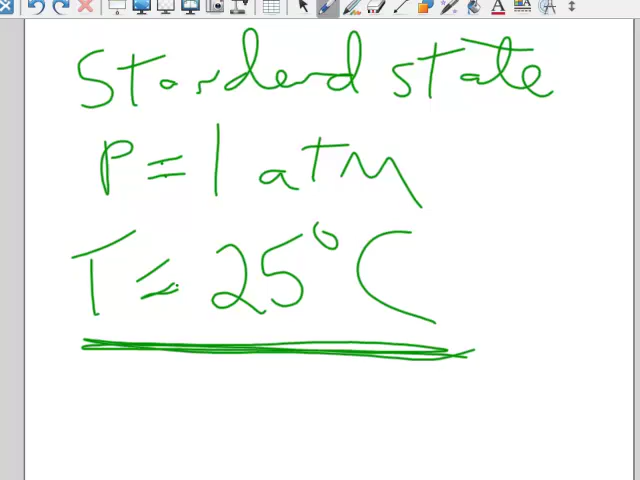 Standard state
P = 1 atm
T = 25° C